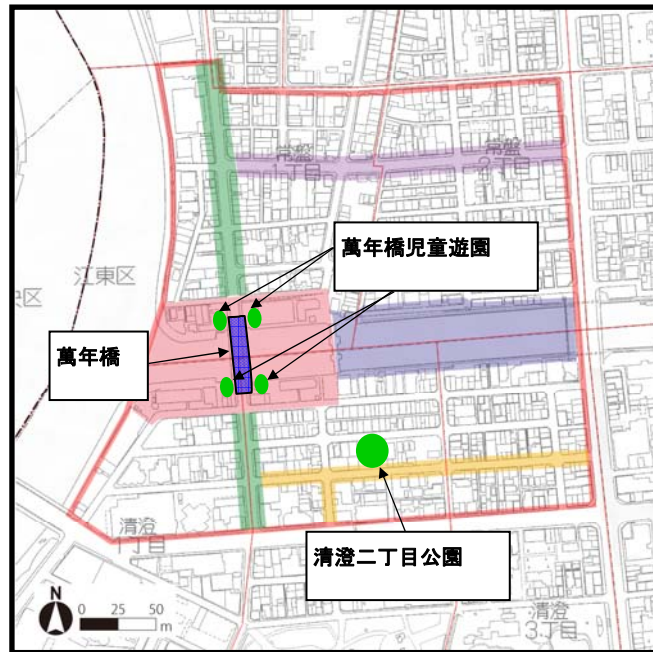 常盤
1丁目
常盤
2丁目
萬年橋児童遊園
江東区
央区
萬年橋
清澄
1丁目
清澄二丁目公園
N
0 25 50
m
清澄
3丁目